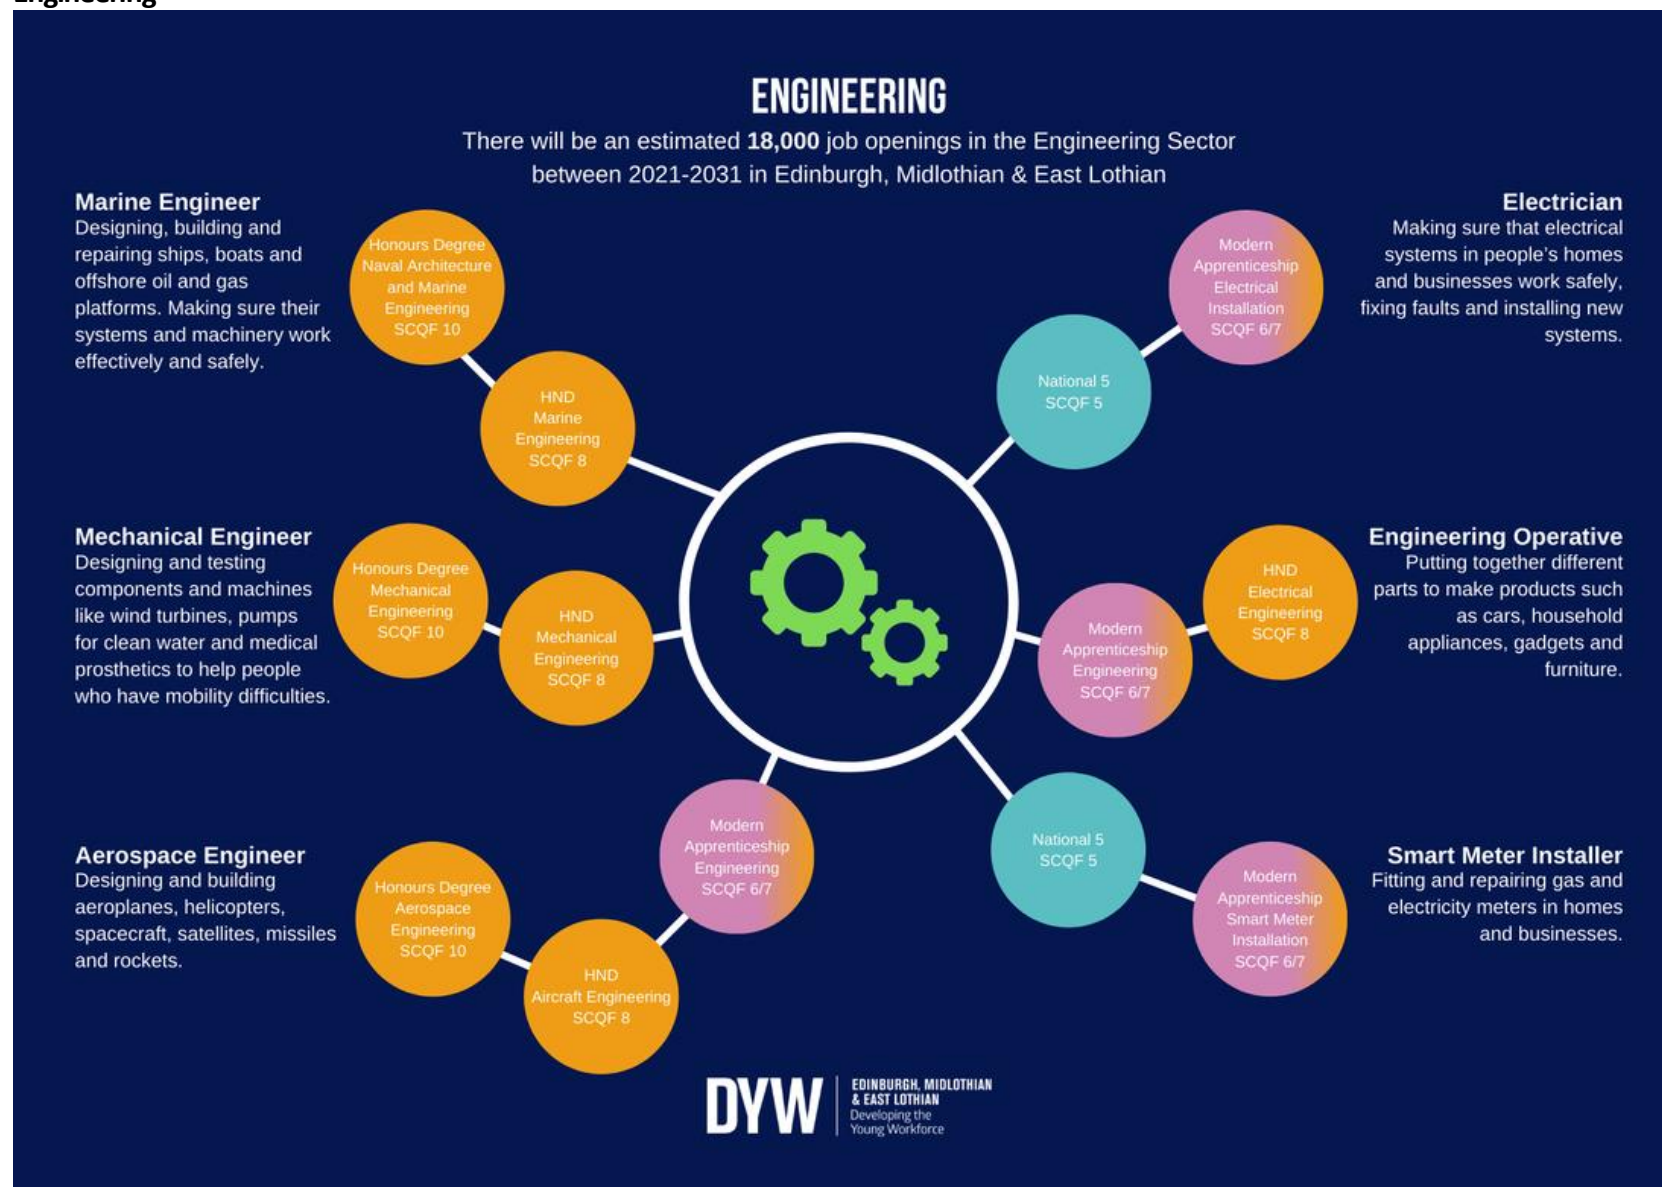 Engineering
ENGINEERING
There will be an estimated 18,000 job openings in the Engineering Sector
between 2021-2031 in Edinburgh, Midlothian & East Lothian
Marine Engineer
Designing, building and
repairing ships, boats and
offshore oil and gas
platforms. Making sure their
systems and machinery work
effectively and safely.
Honours Degree
Naval Architecture
and Marine
Engineering
SCQF 10
HND
Marine
Engineering
SCQF 8
Mechanical Engineer
Designing and testing
components and machines
like wind turbines, pumps
for clean water and medical
prosthetics to help people
who have mobility difficulties.
Honours Degree
Mechanical
Engineering
SCQF 10
HND
Mechanical
Engineering
SCQF 8
Aerospace Engineer
Designing and building
aeroplanes, helicopters,
spacecraft, satellites, missiles
and rockets.
Honours Degree
Aerospace
Engineering
SCQF 10
HND
Aircraft Engineering
SCQF 8
Modern
Apprenticeship
Engineering
SCQF 6/7
National 5
SCQF 5
Modern
Apprenticeship
Electrical
Installation
SCQF 6/7
Electrician
Making sure that electrical
systems in people's homes
and businesses work safely,
fixing faults and installing new
systems.
Modern
Apprenticeship
Engineering
SCQF 6/7
HND
Electrical
Engineering
SCQF 8
Engineering Operative
Putting together different
parts to make products such
as cars, household
appliances, gadgets and
furniture.
National 5
SCQF 5
Modern
Apprenticeship
Smart Meter
Installation
SCQF 6/7
Smart Meter Installer
Fitting and repairing gas and
electricity meters in homes
and businesses.
DYW
EDINBURGH, MIDLOTHIAN
& EAST LOTHIAN
Developing the
Young Workforce